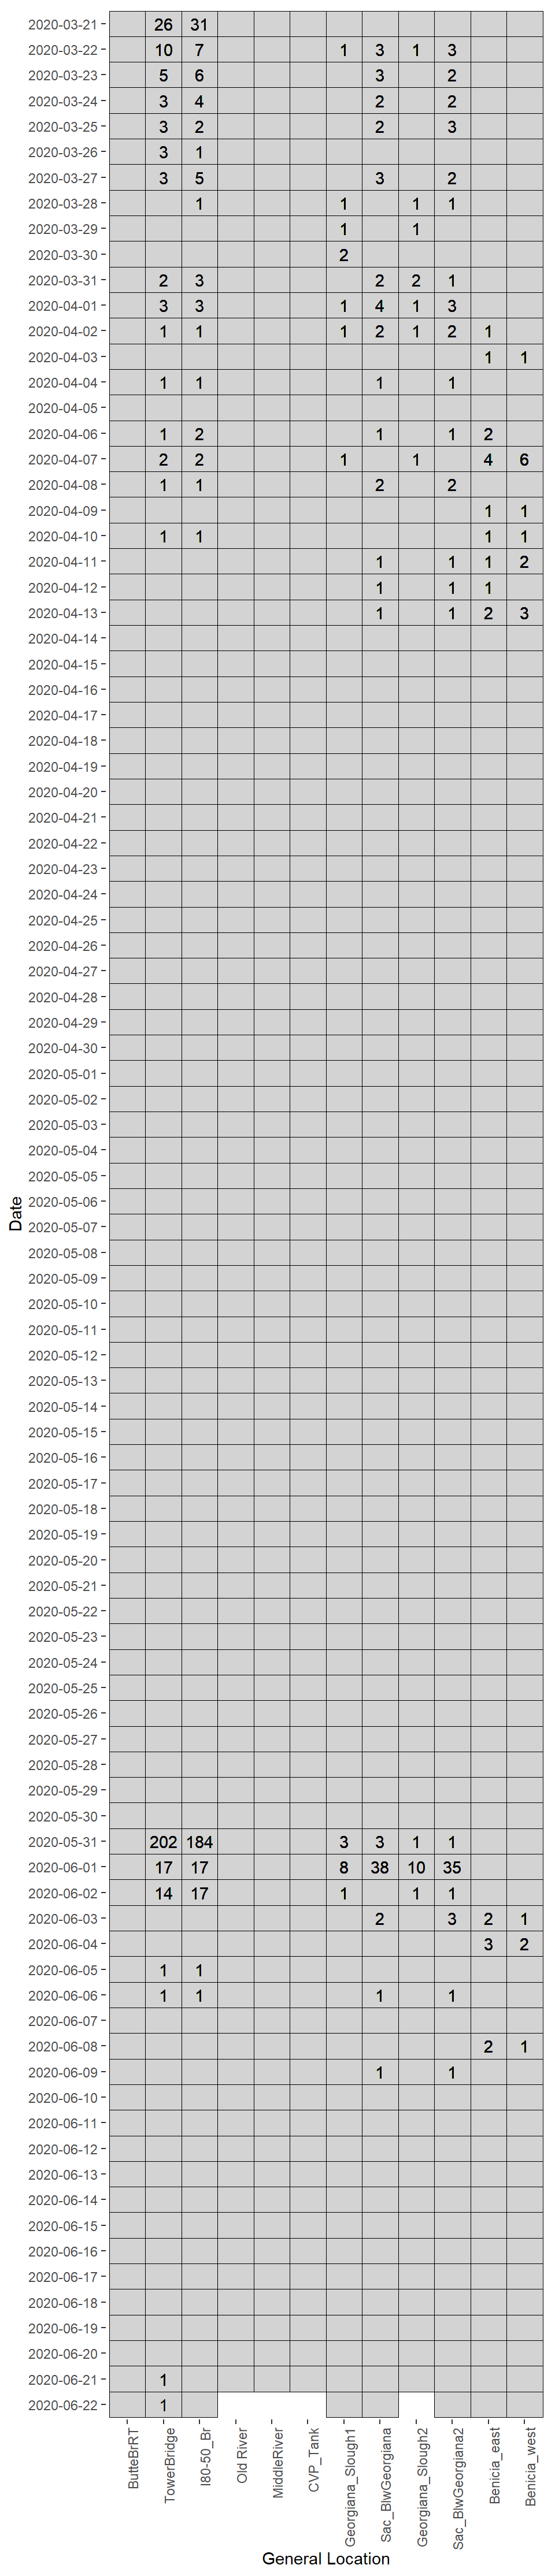 2020-03-21 26 31
2020-03-22 10 7 1 3 1 3
2020-03-23 5 6 3 2
2020-03-24 3 4 2 2
2020-03-25 3 2 2 3
2020-03-26 3 1
2020-03-27 3 5 3 2
2020-03-28 1 1 1 1
2020-03-29 1 1
2020-03-30 2
2020-03-31 2 3 2 2 1
2020-04-01 3 3 1 4 1 3
2020-04-02 1 1 1 2 1 2 1
2020-04-03 1 1
2020-04-04 1 1 1 1
2020-04-05
2020-04-06 1 2 1 1 2
2020-04-07 2 2 1 1 4 6
2020-04-08 1 1 2 2
2020-04-09 1 1
2020-04-10 1 1 1 1
2020-04-11 1 1 1 2
2020-04-12 1 1 1
2020-04-13 1 1 2 3
2020-04-14
2020-04-15
2020-04-16
2020-04-17
2020-04-18
2020-04-19
2020-04-20
2020-04-21
2020-04-22
2020-04-23
2020-04-24
2020-04-25
2020-04-26
2020-04-27
2020-04-28
2020-04-29
2020-04-30
2020-05-01
2020-05-02
2020-05-03
2020-05-04
2020-05-05
2020-05-06
2020-05-07
2020-05-08
2020-05-09
2020-05-10
2020-05-11
2020-05-12
2020-05-13
2020-05-14
2020-05-15
2020-05-16
2020-05-17
2020-05-18
2020-05-19
2020-05-20
2020-05-21
2020-05-22
2020-05-23
2020-05-24
2020-05-25
2020-05-26
2020-05-27
2020-05-28
2020-05-29
2020-05-30
2020-05-31 202 184 3 3 1 1
2020-06-01 17 17 8 38 10 35
2020-06-02 14 17 1 1 1
2020-06-03 2 3 2 1
2020-06-04 3 2
2020-06-05 1 1
2020-06-06 1 1 1 1
2020-06-07
2020-06-08 2 1
2020-06-09 1 1
2020-06-10
2020-06-11
2020-06-12
2020-06-13
2020-06-14
2020-06-15
2020-06-16
2020-06-17
2020-06-18
2020-06-19
2020-06-20
2020-06-21 1
2020-06-22 1
Date
ButteBrRT
TowerBridge
I80-50_Br
Old River
MiddleRiver
CVP_Tank
Georgiana_Slough1
Sac_BlwGeorgiana
Georgiana_Slough2
Sac_BlwGeorgiana2
Benicia_east
Benicia_west
General Location